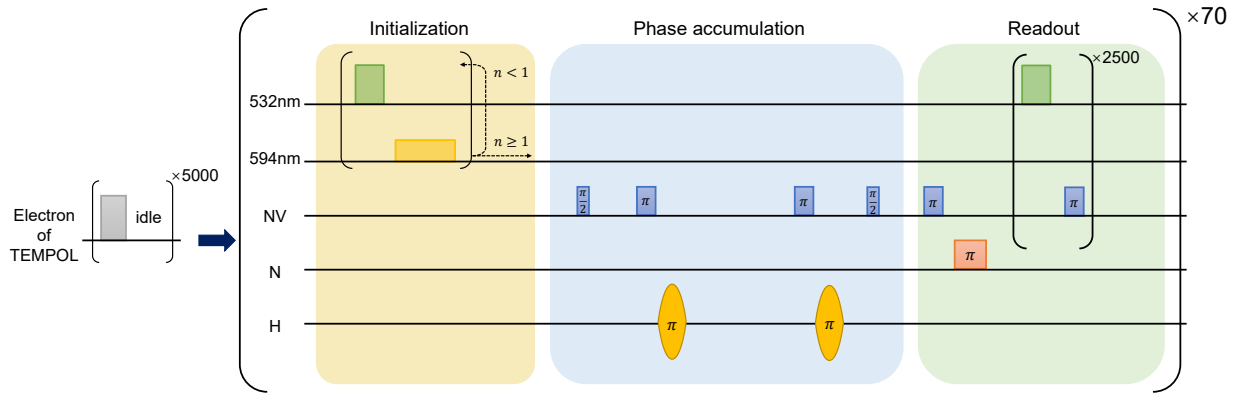 ×70
Initialization
Phase accumulation
Readout
×2500
n < 1
532nm
n ≥ 1
594nm
×5000
idle
Electron
of
TEMPOL
π/2
π
π
π/2
π
π
NV
π
N
π
π
H